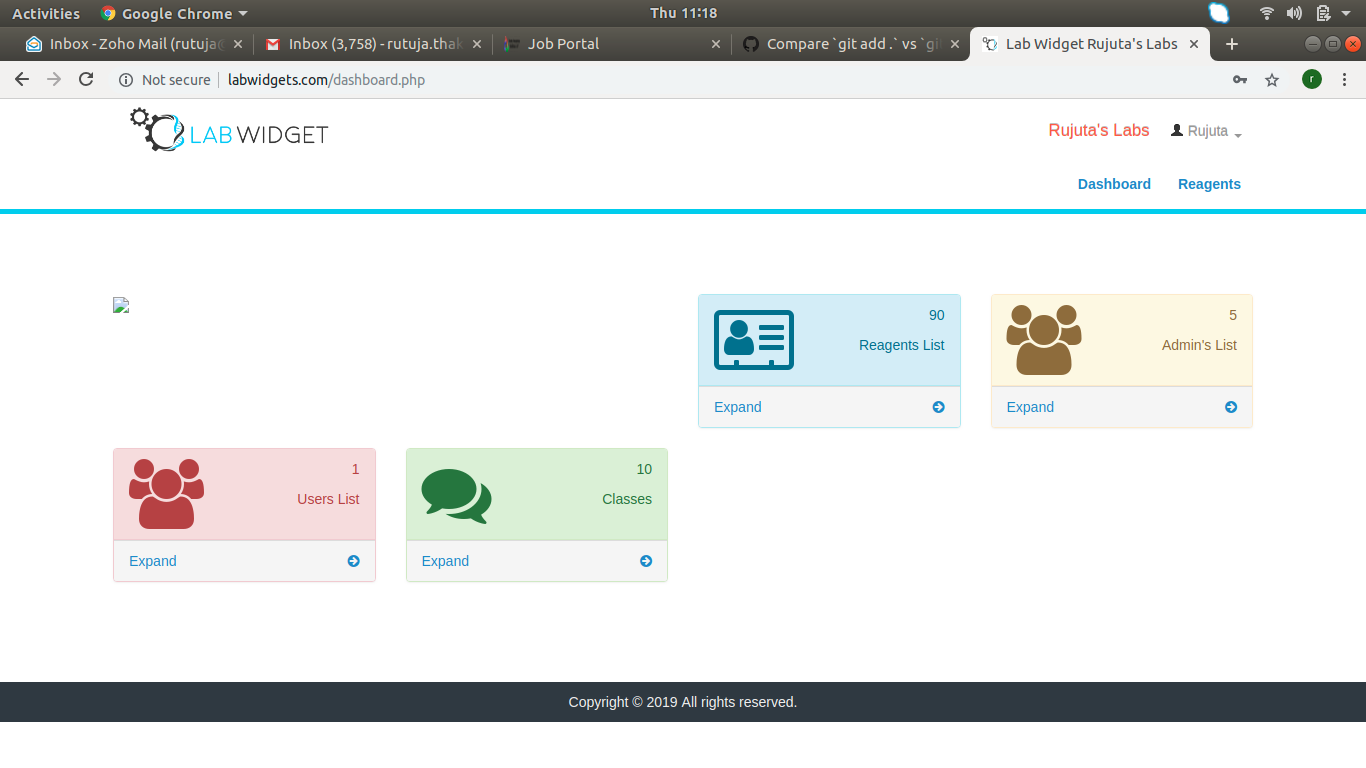 Activities Google Chrome Thu 11:18
Inbox - Zoho Mail (rutuja@ Inbox (3,758) - rutuja.thak Job Portal Compare `git add .` vs `git Lab Widget Rujuta's Labs
Not secure labwidgets.com/dashboard.php r
LAB WIDGET Rujuta's Labs Rujuta
Dashboard Reagents
90 5
Reagents List Admin's List
Expand Expand
1 10
Users List Classes
Expand Expand
Copyright © 2019 All rights reserved.